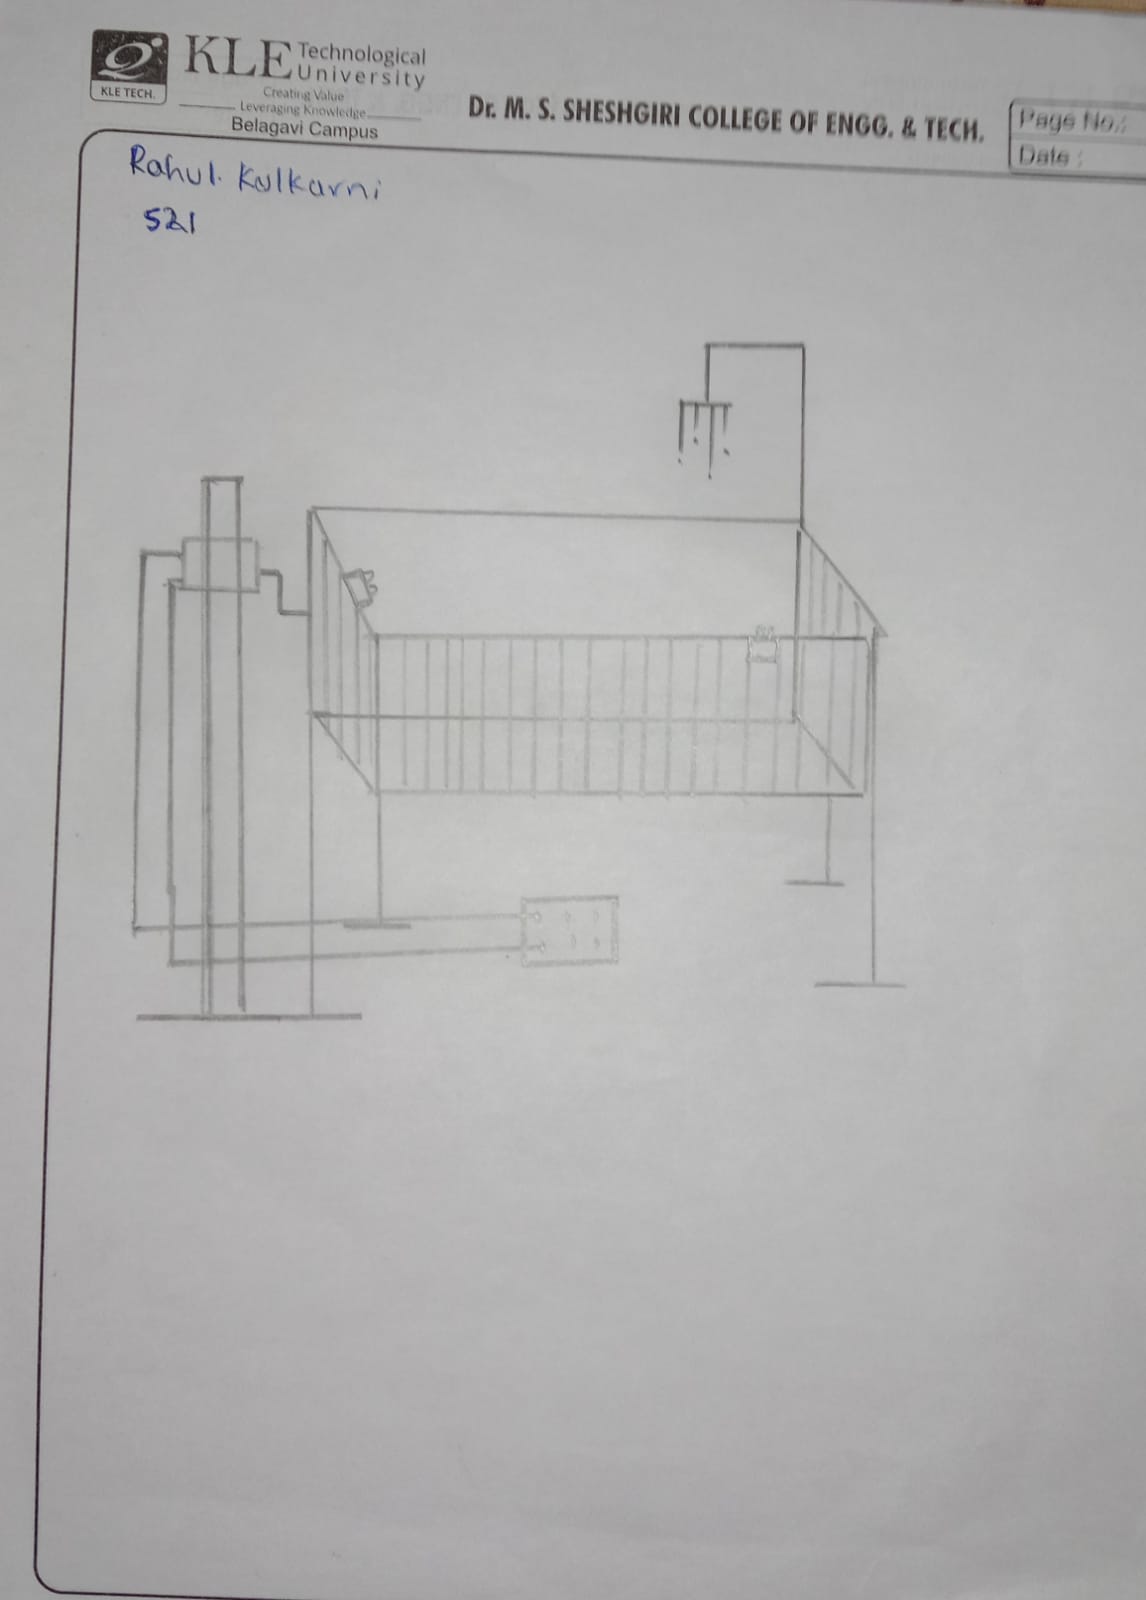 KLE Technological
University
KLE TECH.
Creating Value
Leveraging Knowledge
Belagavi Campus
Dr. M. S. SHESHGIRI COLLEGE OF ENGG. & TECH.
Page No.:
Date :
Rahul. Kulkarni
521